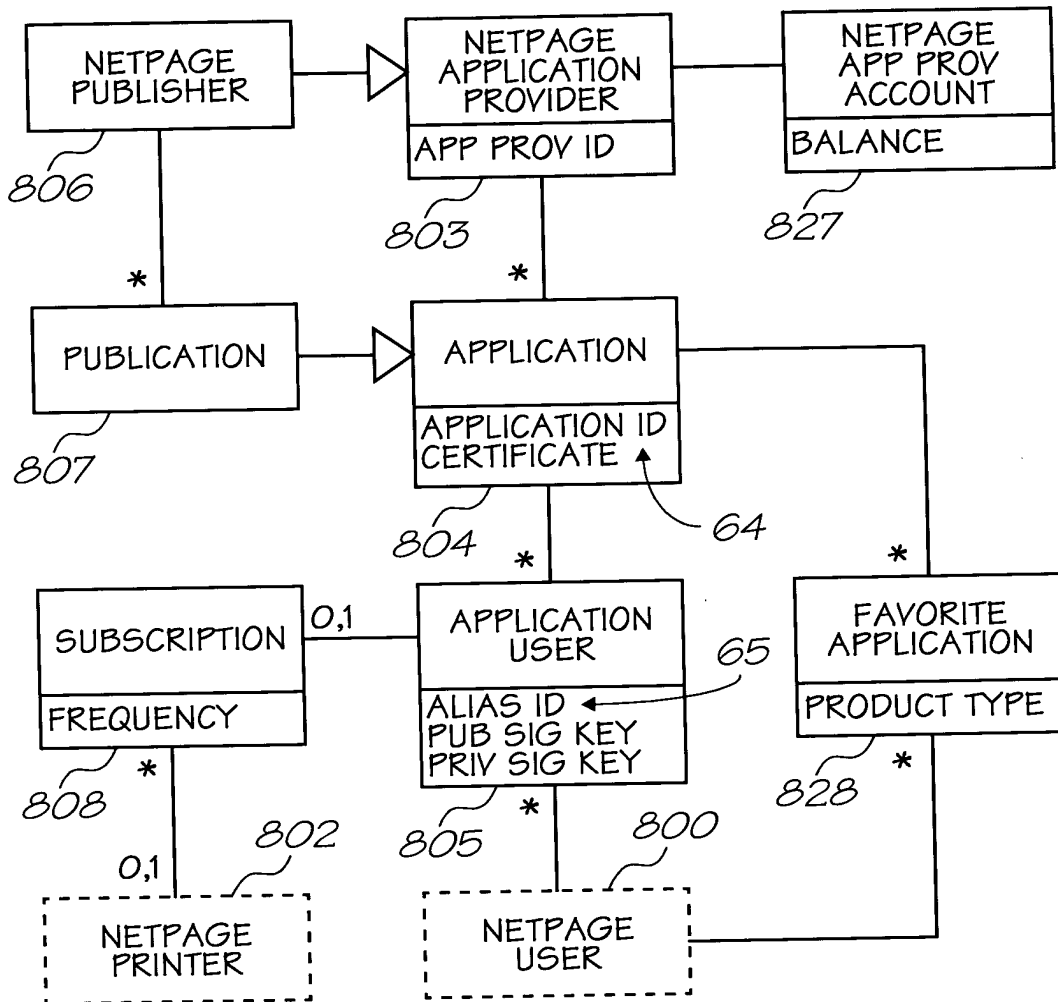 NETPAGE
PUBLISHER
806
NETPAGE
APPLICATION
PROVIDER
APP PROV ID
803
NETPAGE
APP PROV
ACCOUNT
BALANCE
827
*
*
PUBLICATION
807
APPLICATION
APPLICATION ID
CERTIFICATE
64
804
*
*
SUBSCRIPTION
FREQUENCY
808
0,1
APPLICATION
USER
ALIAS ID
PUB SIG KEY
PRIV SIG KEY
65
805
FAVORITE
APPLICATION
PRODUCT TYPE
828
*
*
*
0,1
802
NETPAGE
PRINTER
800
NETPAGE
USER